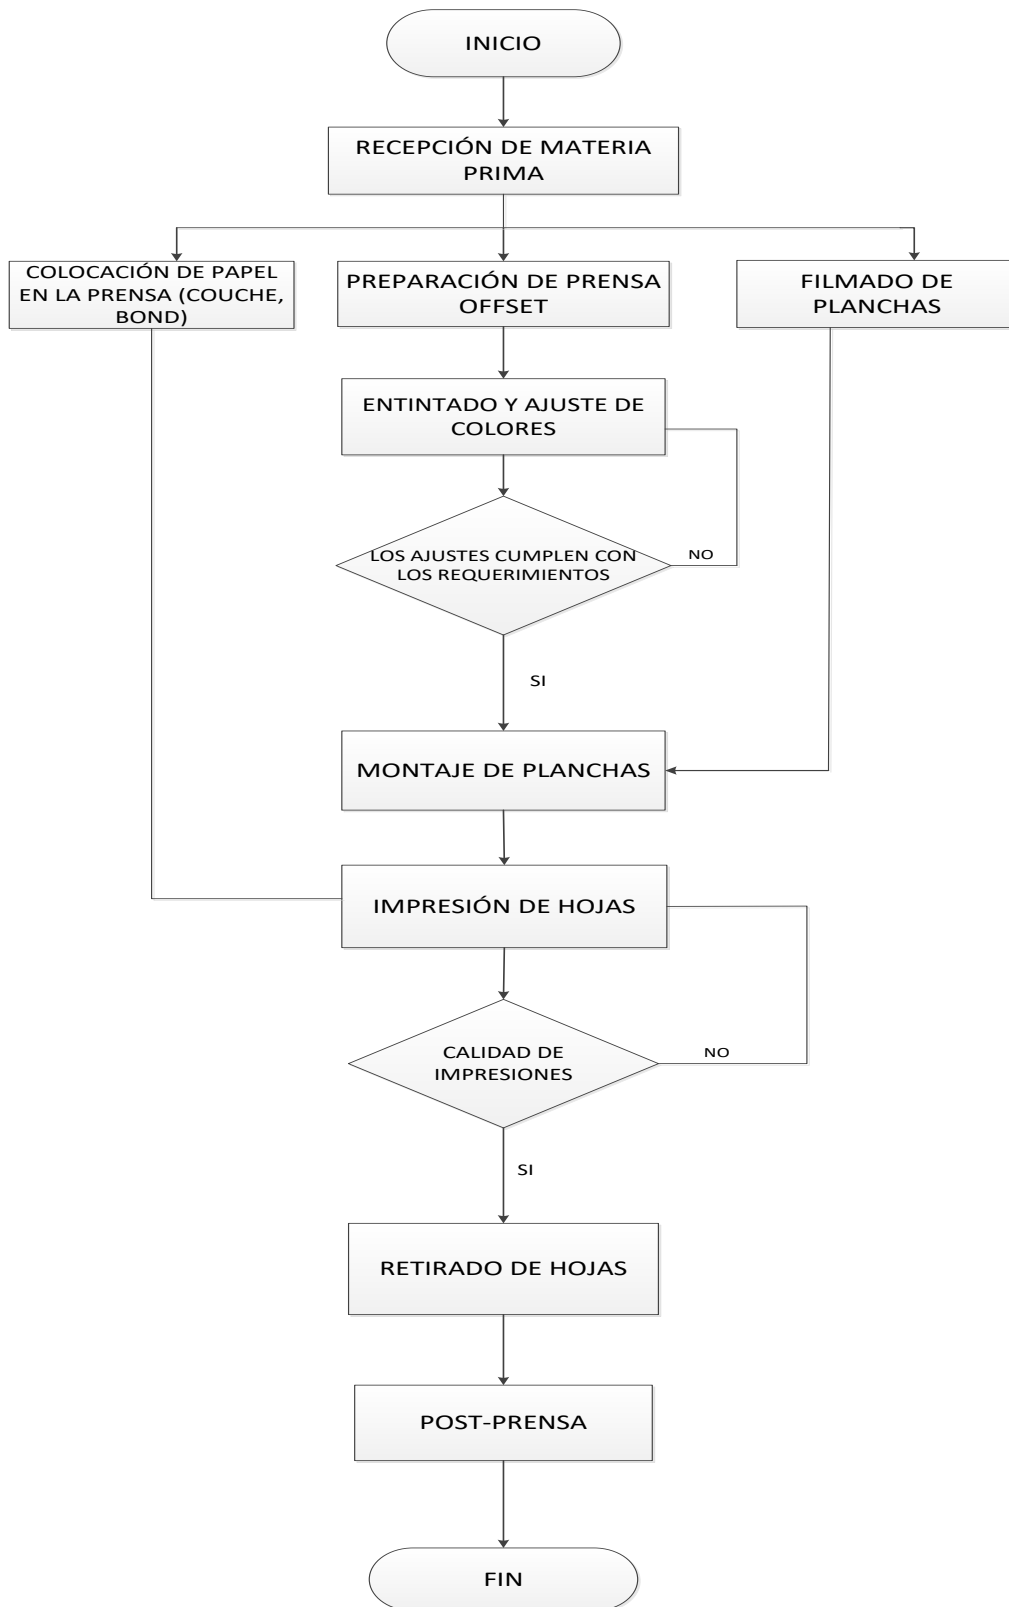 INICIO
RECEPCIÓN DE MATERIA
PRIMA
COLOCACIÓN DE PAPEL
EN LA PRENSA (COUCHE,
BOND)
PREPARACIÓN DE PRENSA
OFFSET
FILMADO DE
PLANCHAS
ENTINTADO Y AJUSTE DE
COLORES
LOS AJUSTES CUMPLEN CON
LOS REQUERIMIENTOS
NO
SI
MONTAJE DE PLANCHAS
IMPRESIÓN DE HOJAS
CALIDAD DE
IMPRESIONES
NO
SI
RETIRADO DE HOJAS
POST-PRENSA
FIN